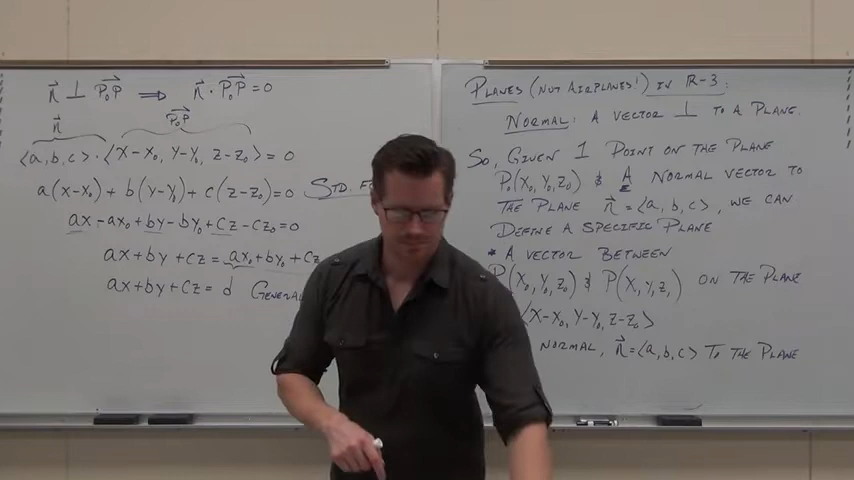 n⃗ ⊥ P₀P⃗ ⟹ n⃗ · P₀P⃗ = 0
n⃗ P₀P⃗
<a, b, c> · <X-X₀, Y-Y₀, Z-Z₀> = 0
a(X-X₀) + b(Y-Y₀) + c(Z-Z₀) = 0 STD.
ax - ax₀ + by - by₀ + cz - cz₀ = 0
ax + by + cz = ax₀ + by₀ + cz
ax + by + cz = d GENERAL
PLANES (NOT AIRPLANES!) IN R-3:
NORMAL: A VECTOR ⊥ TO A PLANE.
SO, GIVEN 1 POINT ON THE PLANE
P₀(X₀, Y₀, Z₀) & A NORMAL VECTOR TO
THE PLANE n⃗ = <a, b, c>, WE CAN
DEFINE A SPECIFIC PLANE
* A VECTOR BETWEEN
P₀(X₀, Y₀, Z₀) & P(X, Y, Z,) ON THE PLANE
<X-X₀, Y-Y₀, Z-Z₀>
NORMAL, n⃗ = <a, b, c> TO THE PLANE